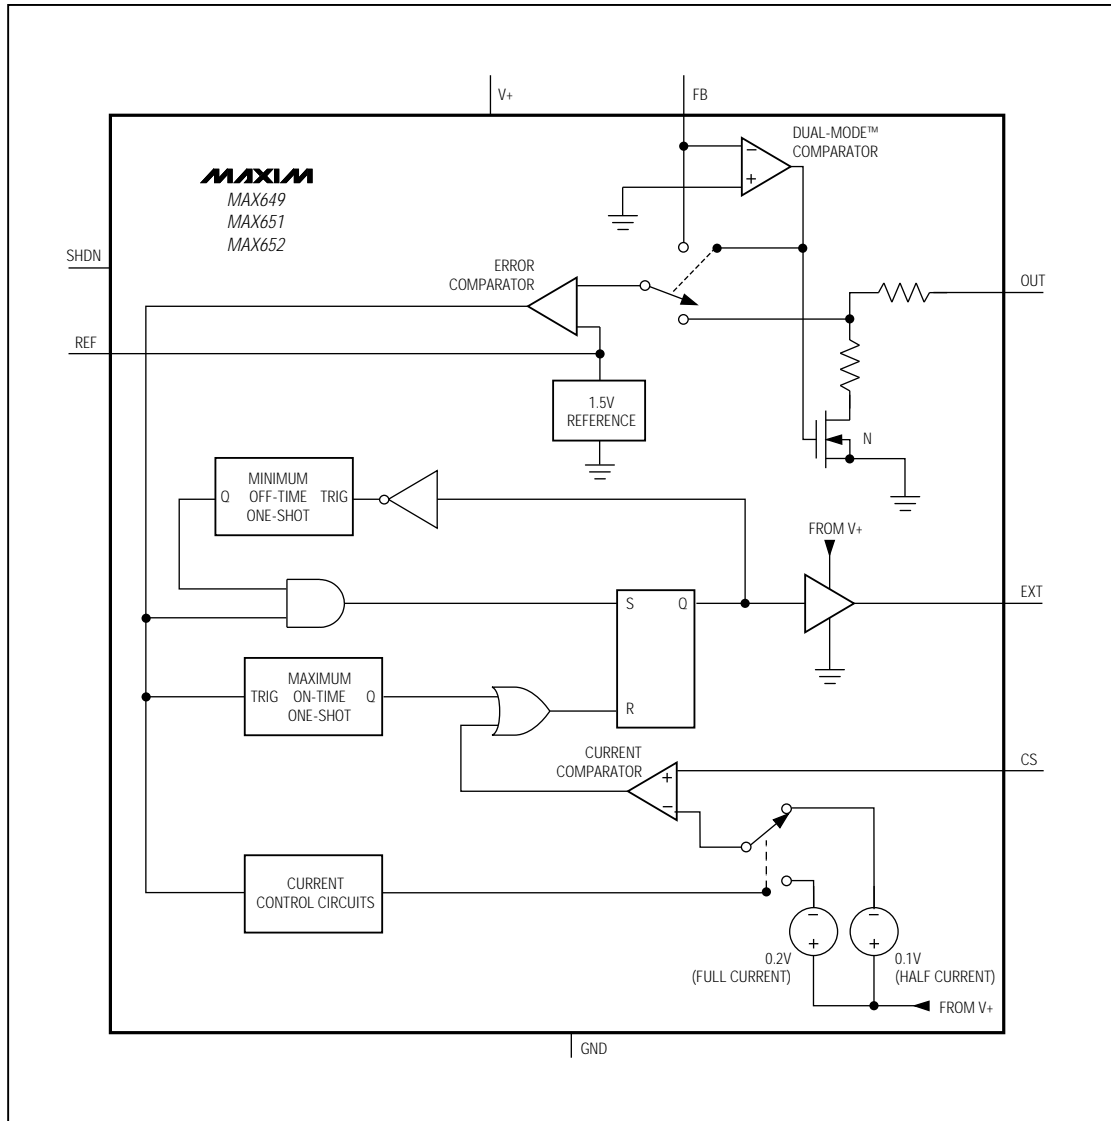 V+
FB
DUAL-MODE™
COMPARATOR
−
+
MAXIM
MAX649
MAX651
MAX652
SHDN
ERROR
COMPARATOR
OUT
REF
1.5V
REFERENCE
N
MINIMUM
Q OFF-TIME TRIG
ONE-SHOT
FROM V+
S Q
EXT
MAXIMUM
TRIG ON-TIME Q
ONE-SHOT
R
CURRENT
COMPARATOR
CS
+
−
CURRENT
CONTROL CIRCUITS
− −
+ +
0.2V
(FULL CURRENT)
0.1V
(HALF CURRENT)
FROM V+
GND